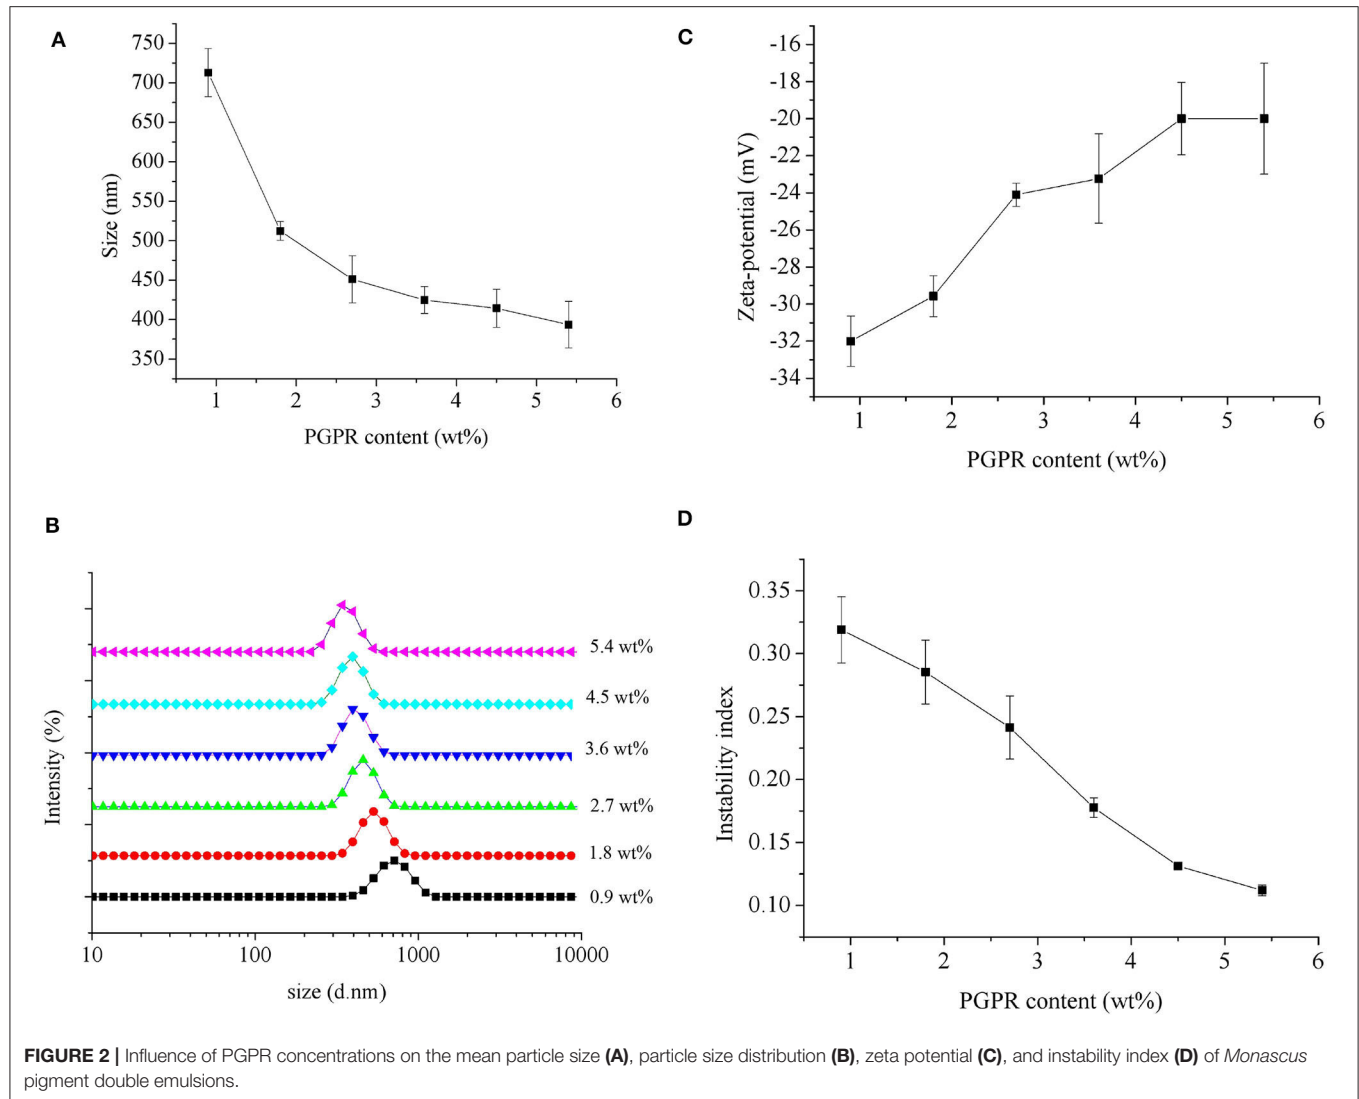 A
750
700
650
600
550
500
450
400
350
Size (nm)
1 2 3 4 5 6
PGPR content (wt%)
C
-16
-18
-20
-22
-24
-26
-28
-30
-32
-34
Zeta-potential (mV)
1 2 3 4 5 6
PGPR content (wt%)
B
Intensity (%)
5.4 wt%
4.5 wt%
3.6 wt%
2.7 wt%
1.8 wt%
0.9 wt%
10 100 1000 10000
size (d.nm)
D
0.35
0.30
0.25
0.20
0.15
0.10
Instability index
1 2 3 4 5 6
PGPR content (wt%)
FIGURE 2 | Influence of PGPR concentrations on the mean particle size (A), particle size distribution (B), zeta potential (C), and instability index (D) of Monascus
pigment double emulsions.